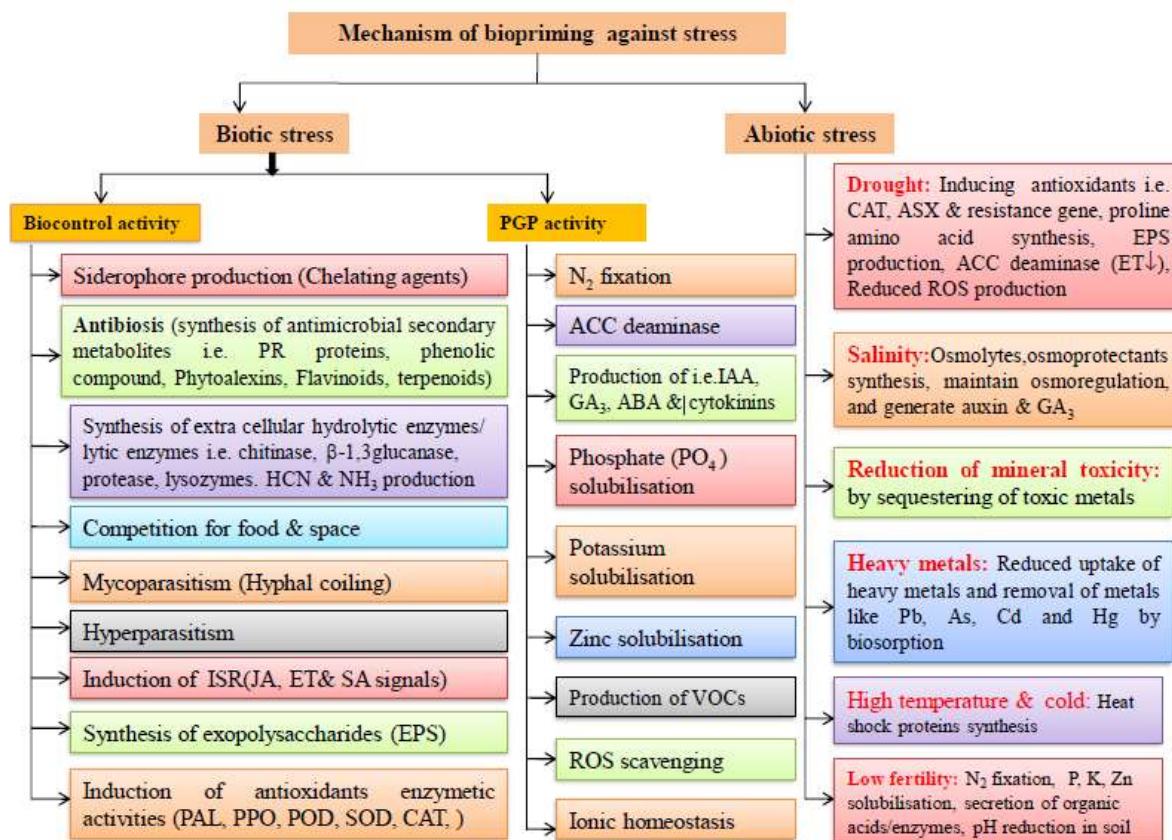 Mechanism of biopriming against stress
Biotic stress
Abiotic stress
Biocontrol activity
Siderophore production (Chelating agents)
Antibiosis (synthesis of antimicrobial secondary
metabolites i.e. PR proteins, phenolic
compound, Phytoalexins, Flavinoids, terpenoids)
Synthesis of extra cellular hydrolytic enzymes/
lytic enzymes i.e. chitinase, β-1,3glucanase,
protease, lysozymes. HCN & NH₃ production
Competition for food & space
Mycoparasitism (Hyphal coiling)
Hyperparasitism
Induction of ISR(JA, ET& SA signals)
Synthesis of exopolysaccharides (EPS)
Induction of antioxidants enzymetic
activities (PAL, PPO, POD, SOD, CAT, )
PGP activity
N₂ fixation
ACC deaminase
Production of i.e.IAA,
GA₃, ABA &|cytokinins
Phosphate (PO₄ )
solubilisation
Potassium
solubilisation
Zinc solubilisation
Production of VOCs
ROS scavenging
Ionic homeostasis
Drought: Inducing antioxidants i.e.
CAT, ASX & resistance gene, proline
amino acid synthesis, EPS
production, ACC deaminase (ET↓),
Reduced ROS production
Salinity:Osmolytes,osmoprotectants
synthesis, maintain osmoregulation,
and generate auxin & GA₃
Reduction of mineral toxicity:
by sequestering of toxic metals
Heavy metals: Reduced uptake of
heavy metals and removal of metals
like Pb, As, Cd and Hg by
biosorption
High temperature & cold: Heat
shock proteins synthesis
Low fertility: N₂ fixation, P, K, Zn
solubilisation, secretion of organic
acids/enzymes, pH reduction in soil